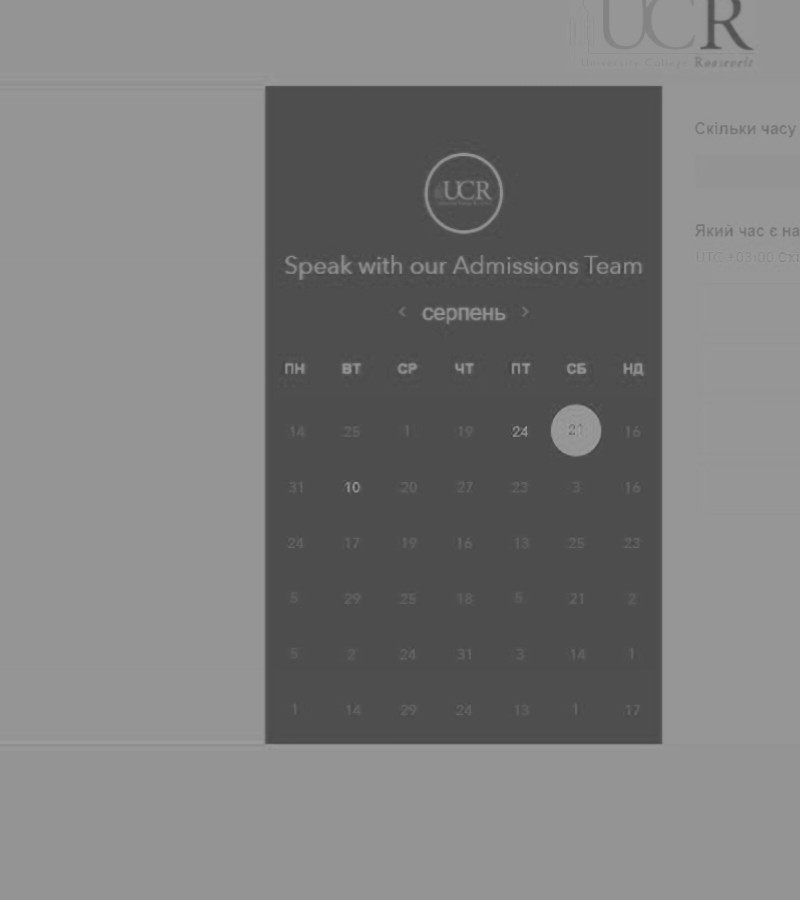 UCR
University College Roosevelt
Скільки часу
UCR
Який час є на
Speak with our Admissions Team
UTC +03:00 Схі
‹ серпень ›
ПН ВТ СР ЧТ ПТ СБ НД
14 25 1 19 24 21 16
31 10 20 27 23 3 16
24 17 19 16 13 25 23
5 29 25 18 5 21 2
5 2 24 31 3 14 1
1 14 29 24 13 1 17